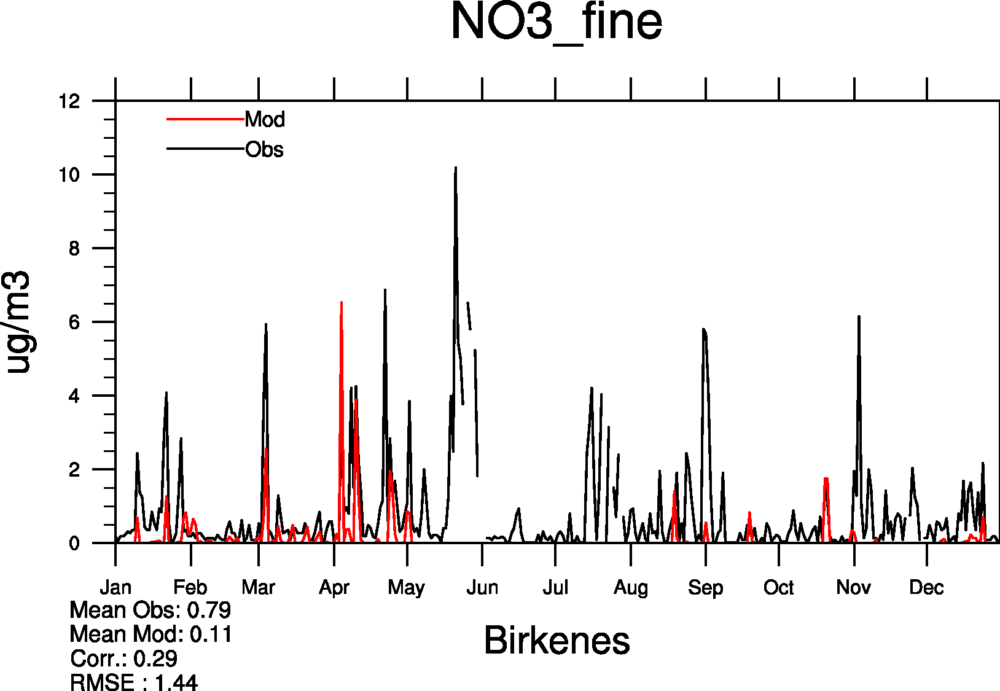 NO3_fine
12
Mod
Obs
10
8
6
4
2
0
ug/m3
Jan Feb Mar Apr May Jun Jul Aug Sep Oct Nov Dec
Mean Obs: 0.79
Mean Mod: 0.11
Corr.: 0.29
RMSE : 1.44
Birkenes